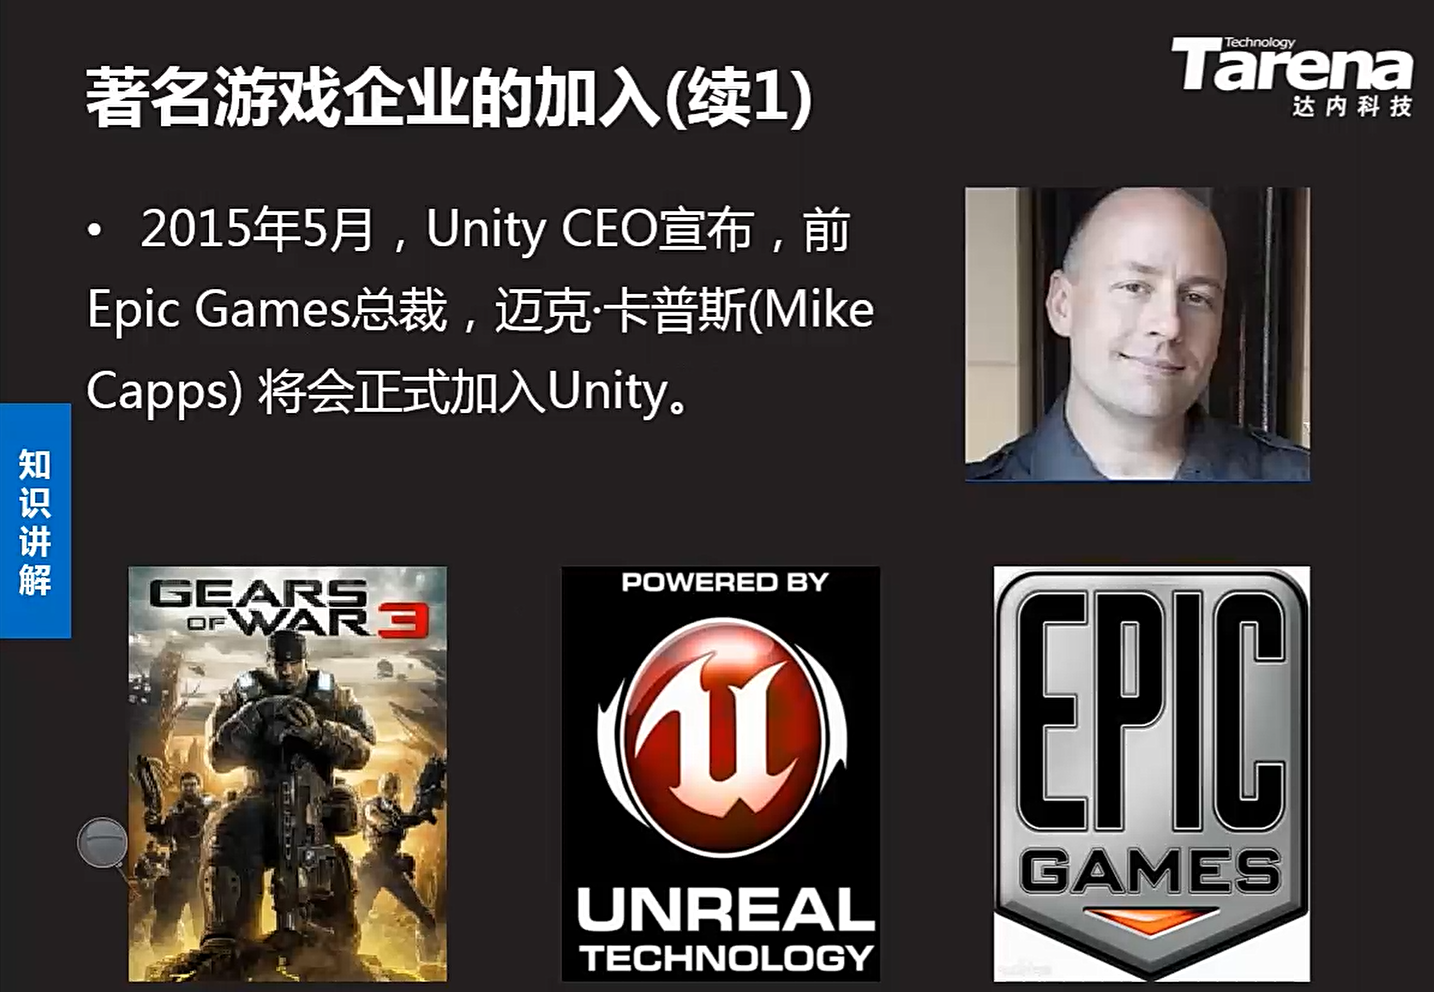 Technology
Tarena
达内科技
著名游戏企业的加入(续1)
• 2015年5月，Unity CEO宣布，前
Epic Games总裁，迈克·卡普斯(Mike
Capps) 将会正式加入Unity。
知识讲解
GEARS
OF WAR 3
POWERED BY
UNREAL
TECHNOLOGY
EPIC
GAMES